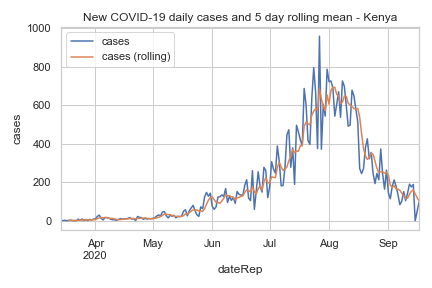 New COVID-19 daily cases and 5 day rolling mean - Kenya
cases
cases (rolling)
1000
800
600
400
200
0
cases
Apr
2020
May
Jun
Jul
Aug
Sep
dateRep